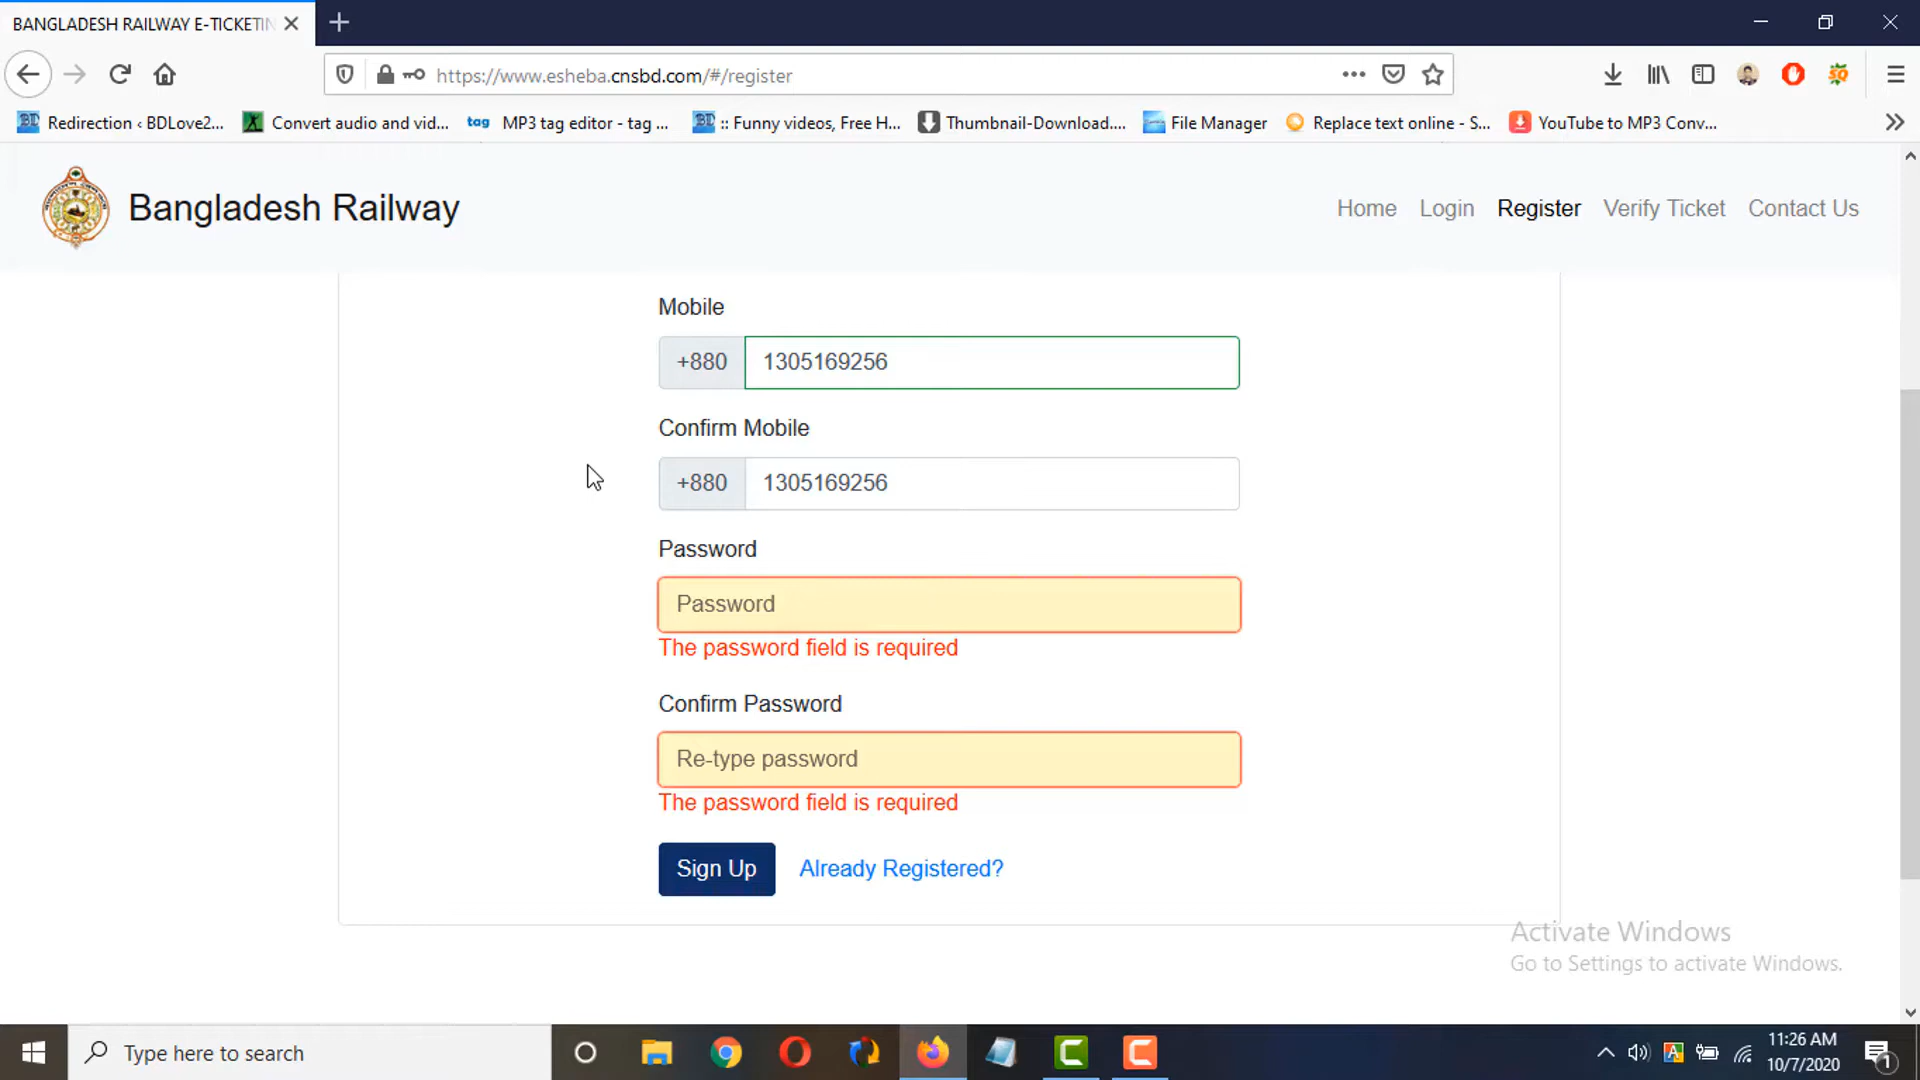 BANGLADESH RAILWAY E-TICKETIN
https://www.esheba.cnsbd.com/#/register
Redirection ‹ BDLove2... Convert audio and vid... tag MP3 tag editor - tag ... BD :: Funny videos, Free H... Thumbnail-Download.... File Manager Replace text online - S... YouTube to MP3 Conv...
Bangladesh Railway
Home Login Register Verify Ticket Contact Us
Mobile
+880 1305169256
Confirm Mobile
+880 1305169256
Password
Password
The password field is required
Confirm Password
Re-type password
The password field is required
Sign Up Already Registered?
Activate Windows
Go to Settings to activate Windows.
Type here to search
11:26 AM
10/7/2020
1